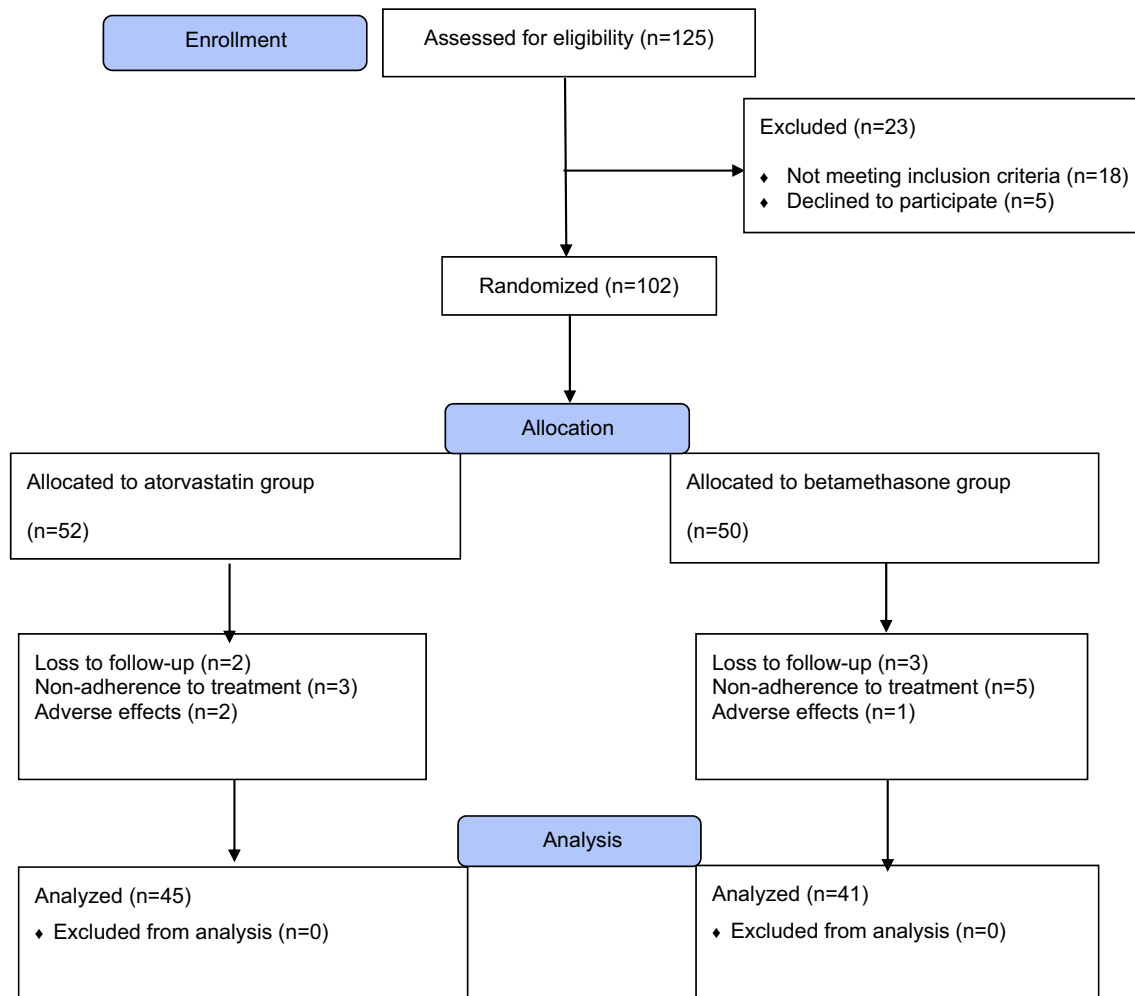 Enrollment
Assessed for eligibility (n=125)
Excluded (n=23)
♦ Not meeting inclusion criteria (n=18)
♦ Declined to participate (n=5)
Randomized (n=102)
Allocation
Allocated to atorvastatin group
(n=52)
Allocated to betamethasone group
(n=50)
Loss to follow-up (n=2)
Non-adherence to treatment (n=3)
Adverse effects (n=2)
Loss to follow-up (n=3)
Non-adherence to treatment (n=5)
Adverse effects (n=1)
Analysis
Analyzed (n=45)
♦ Excluded from analysis (n=0)
Analyzed (n=41)
♦ Excluded from analysis (n=0)